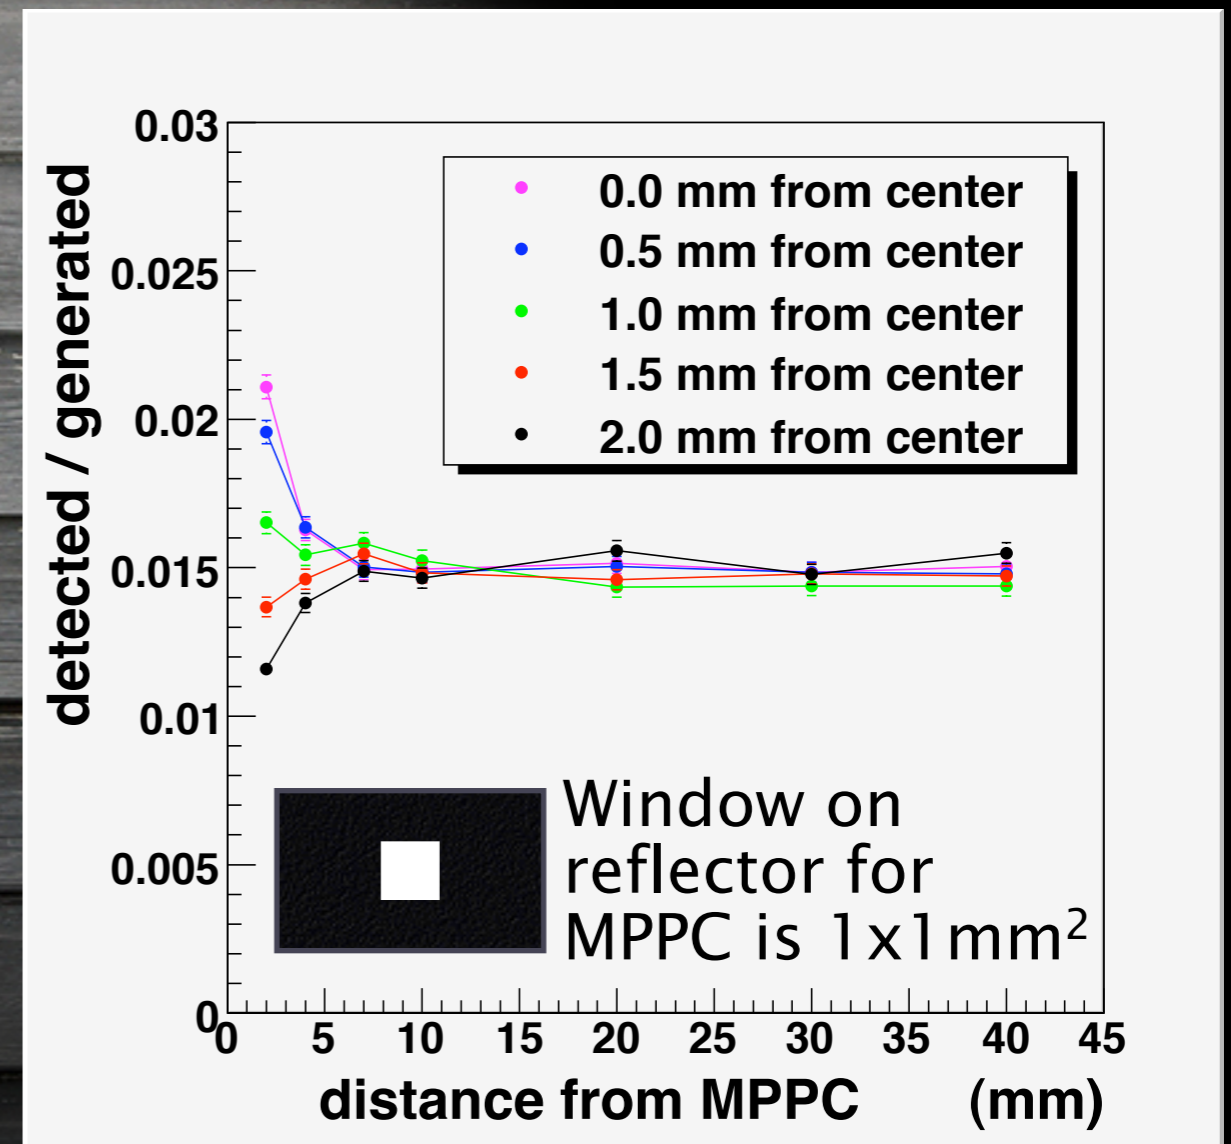 0.03
0.025
0.02
0.015
0.01
0.005
0
detected / generated
0.0 mm from center
0.5 mm from center
1.0 mm from center
1.5 mm from center
2.0 mm from center
Window on
reflector for
MPPC is 1x1mm²
0 5 10 15 20 25 30 35 40 45
distance from MPPC (mm)